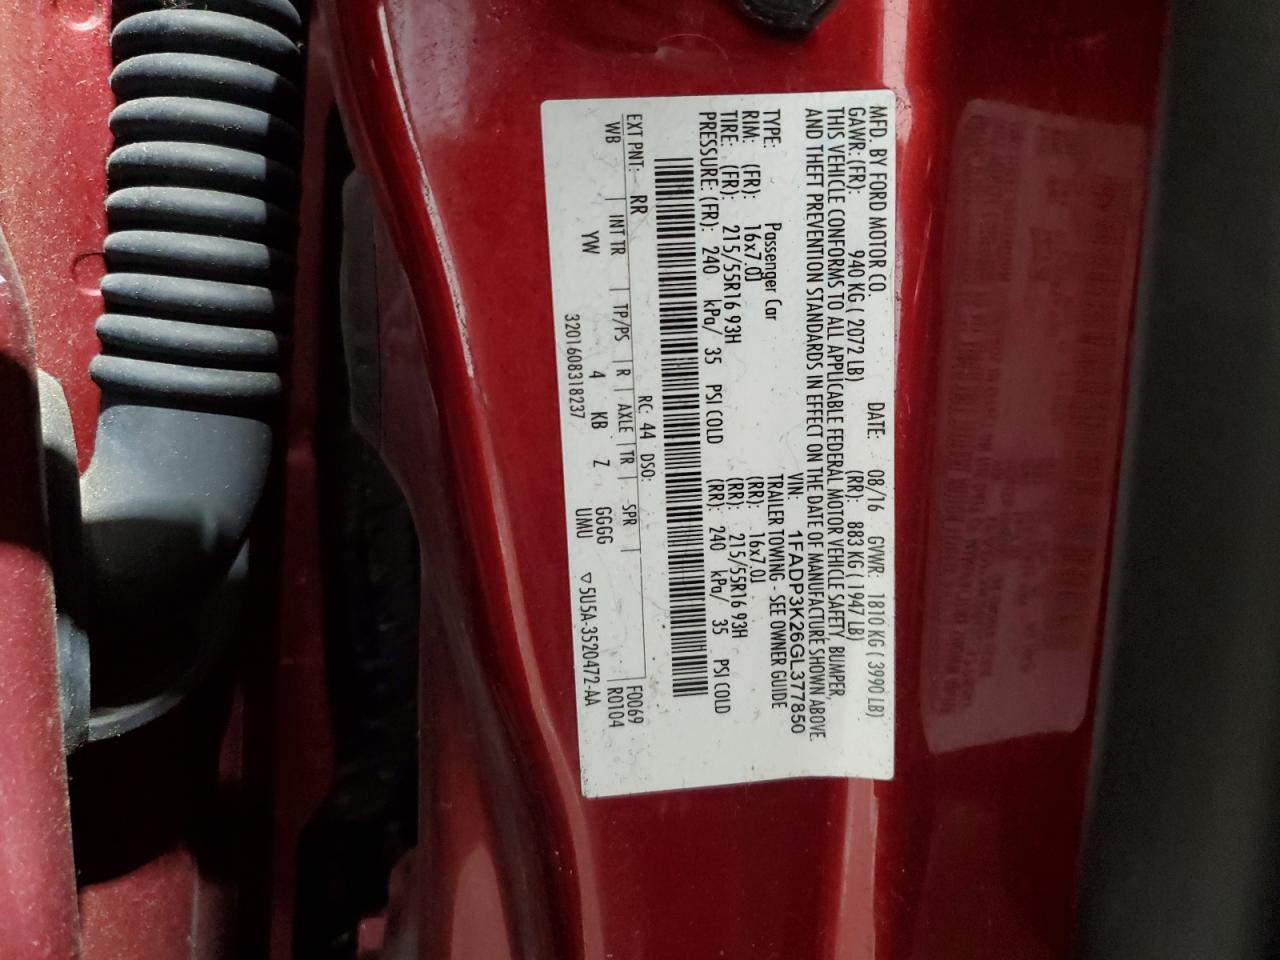 MFD. BY FORD MOTOR CO. DATE: 08/16 GVWR: 1810 KG ( 3990 LB)
GAWR: (FR): 940 KG ( 2072 LB) (RR): 883 KG ( 1947 LB)
THIS VEHICLE CONFORMS TO ALL APPLICABLE FEDERAL MOTOR VEHICLE SAFETY, BUMPER,
AND THEFT PREVENTION STANDARDS IN EFFECT ON THE DATE OF MANUFACTURE SHOWN ABOVE.
VIN: 1FADP3K26GL377850
TYPE: Passenger Car TRAILER TOWING - SEE OWNER GUIDE
RIM: (FR): 16x7.0J (RR): 16x7.0J
TIRE: (FR): 215/55R16 93H (RR): 215/55R16 93H
PRESSURE: (FR): 240 kPa/ 35 PSI COLD (RR): 240 kPa/ 35 PSI COLD
EXT PNT: RR RC: 44 DSO: F0069
WB | INT TR | TP/PS | R | AXLE | TR | SPR | R0104
YW 4 KB Z GGGG
3201608318237 UMU ▽5U5A-3520472-AA